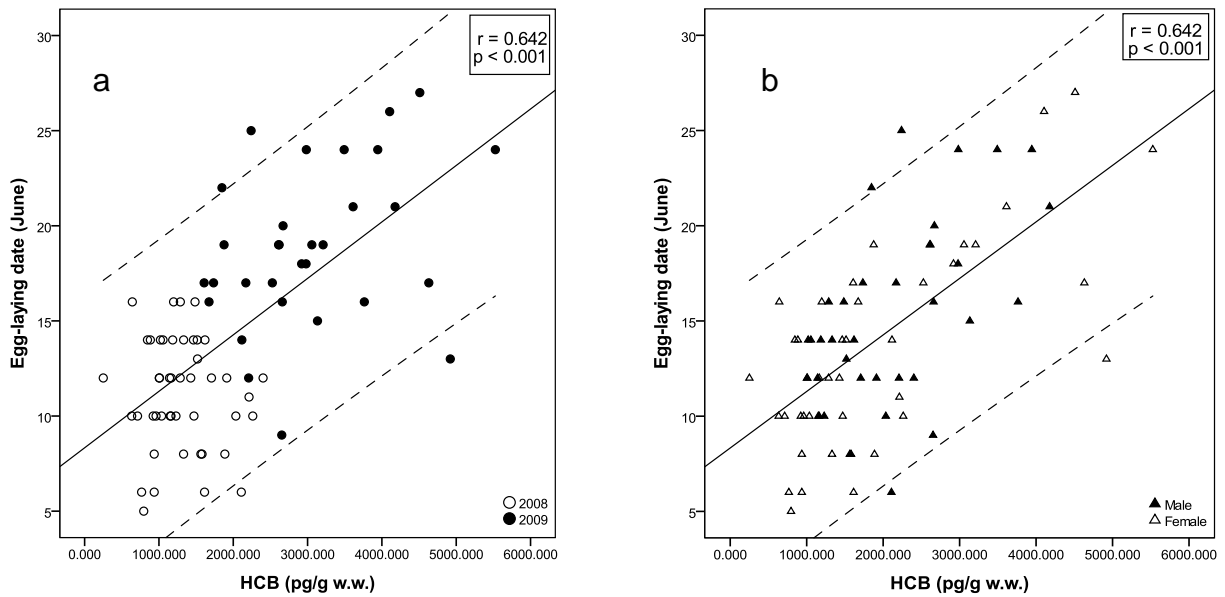 a
r = 0.642
p < 0.001
Egg-laying date (June)
30
25
20
15
10
5
2008
2009
0.000 1000.000 2000.000 3000.000 4000.000 5000.000 6000.000
HCB (pg/g w.w.)
b
r = 0.642
p < 0.001
Egg-laying date (June)
30
25
20
15
10
5
Male
Female
0.000 1000.000 2000.000 3000.000 4000.000 5000.000 6000.000
HCB (pg/g w.w.)